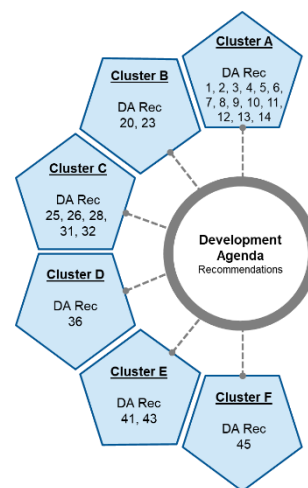 Cluster A
DA Rec
1, 2, 3, 4, 5, 6,
7, 8, 9, 10, 11,
12, 13, 14
Cluster B
DA Rec
20, 23
Cluster C
DA Rec
25, 26, 28,
31, 32
Development
Agenda
Recommendations
Cluster D
DA Rec
36
Cluster E
DA Rec
41, 43
Cluster F
DA Rec
45